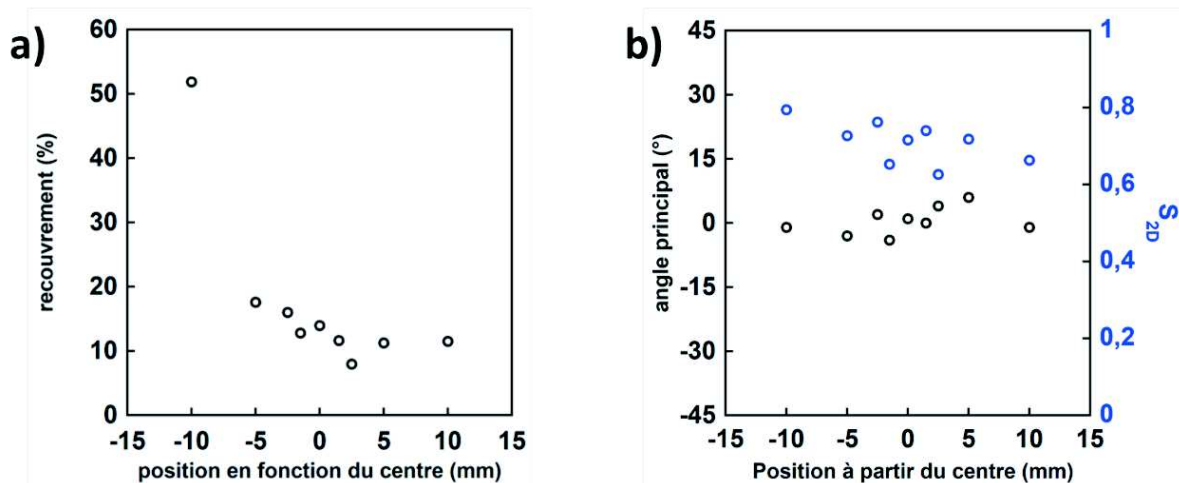 a)
60
50
40
30
20
10
0
recouvrement (%)
-15 -10 -5 0 5 10 15
position en fonction du centre (mm)
b)
45
30
15
0
-15
-30
-45
angle principal (°)
1
0,8
0,6
0,4
0,2
0
S2D
-15 -10 -5 0 5 10 15
Position à partir du centre (mm)